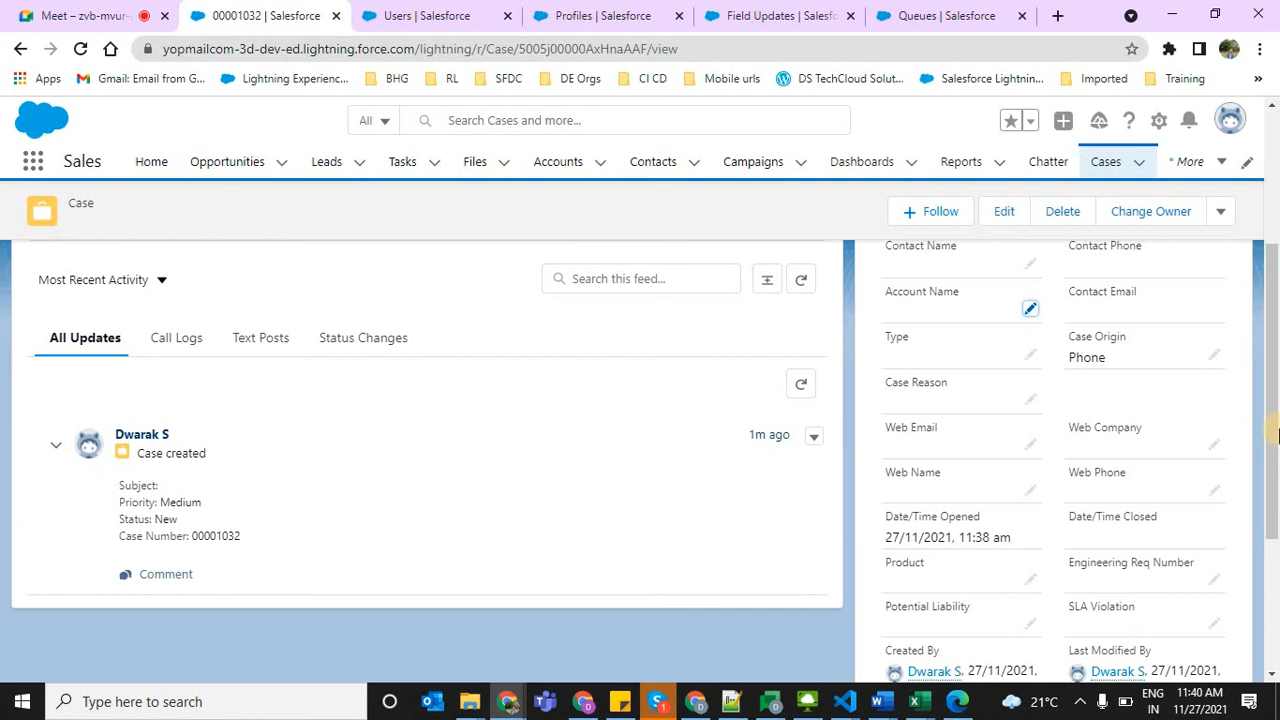 Meet – zvb-mvur-
00001032 | Salesforce
Users | Salesforce
Profiles | Salesforce
Field Updates | Salesfo
Queues | Salesforce
yopmailcom-3d-dev-ed.lightning.force.com/lightning/r/Case/5005j00000AxHnaAAF/view
Apps
Gmail: Email from G...
Lightning Experienc...
BHG
RL
SFDC
DE Orgs
CI CD
Mobile urls
DS TechCloud Solut...
Salesforce Lightnin...
Imported
Training
»
All
Search Cases and more...
Sales
Home
Opportunities
Leads
Tasks
Files
Accounts
Contacts
Campaigns
Dashboards
Reports
Chatter
Cases
* More
Case
Follow
Edit
Delete
Change Owner
Most Recent Activity
Search this feed...
All Updates
Call Logs
Text Posts
Status Changes
Dwarak S
1m ago
Case created
Subject:
Priority: Medium
Status: New
Case Number: 00001032
Comment
Contact Name
Contact Phone
Account Name
Contact Email
Type
Case Origin
Phone
Case Reason
Web Email
Web Company
Web Name
Web Phone
Date/Time Opened
Date/Time Closed
27/11/2021, 11:38 am
Product
Engineering Req Number
Potential Liability
SLA Violation
Created By
Last Modified By
Dwarak S, 27/11/2021,
Dwarak S, 27/11/2021,
Type here to search
21°C
ENG
IN
11:40 AM
11/27/2021